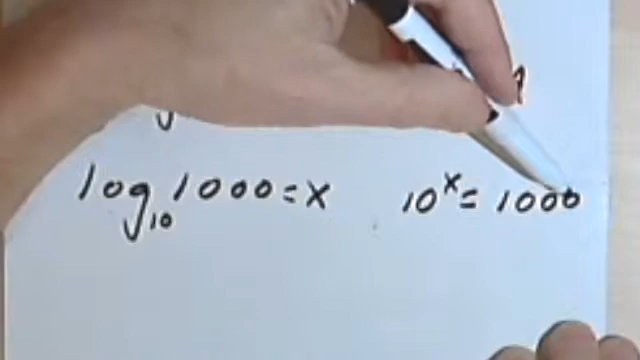 log₁₀ 1000 = x 10ˣ = 1000